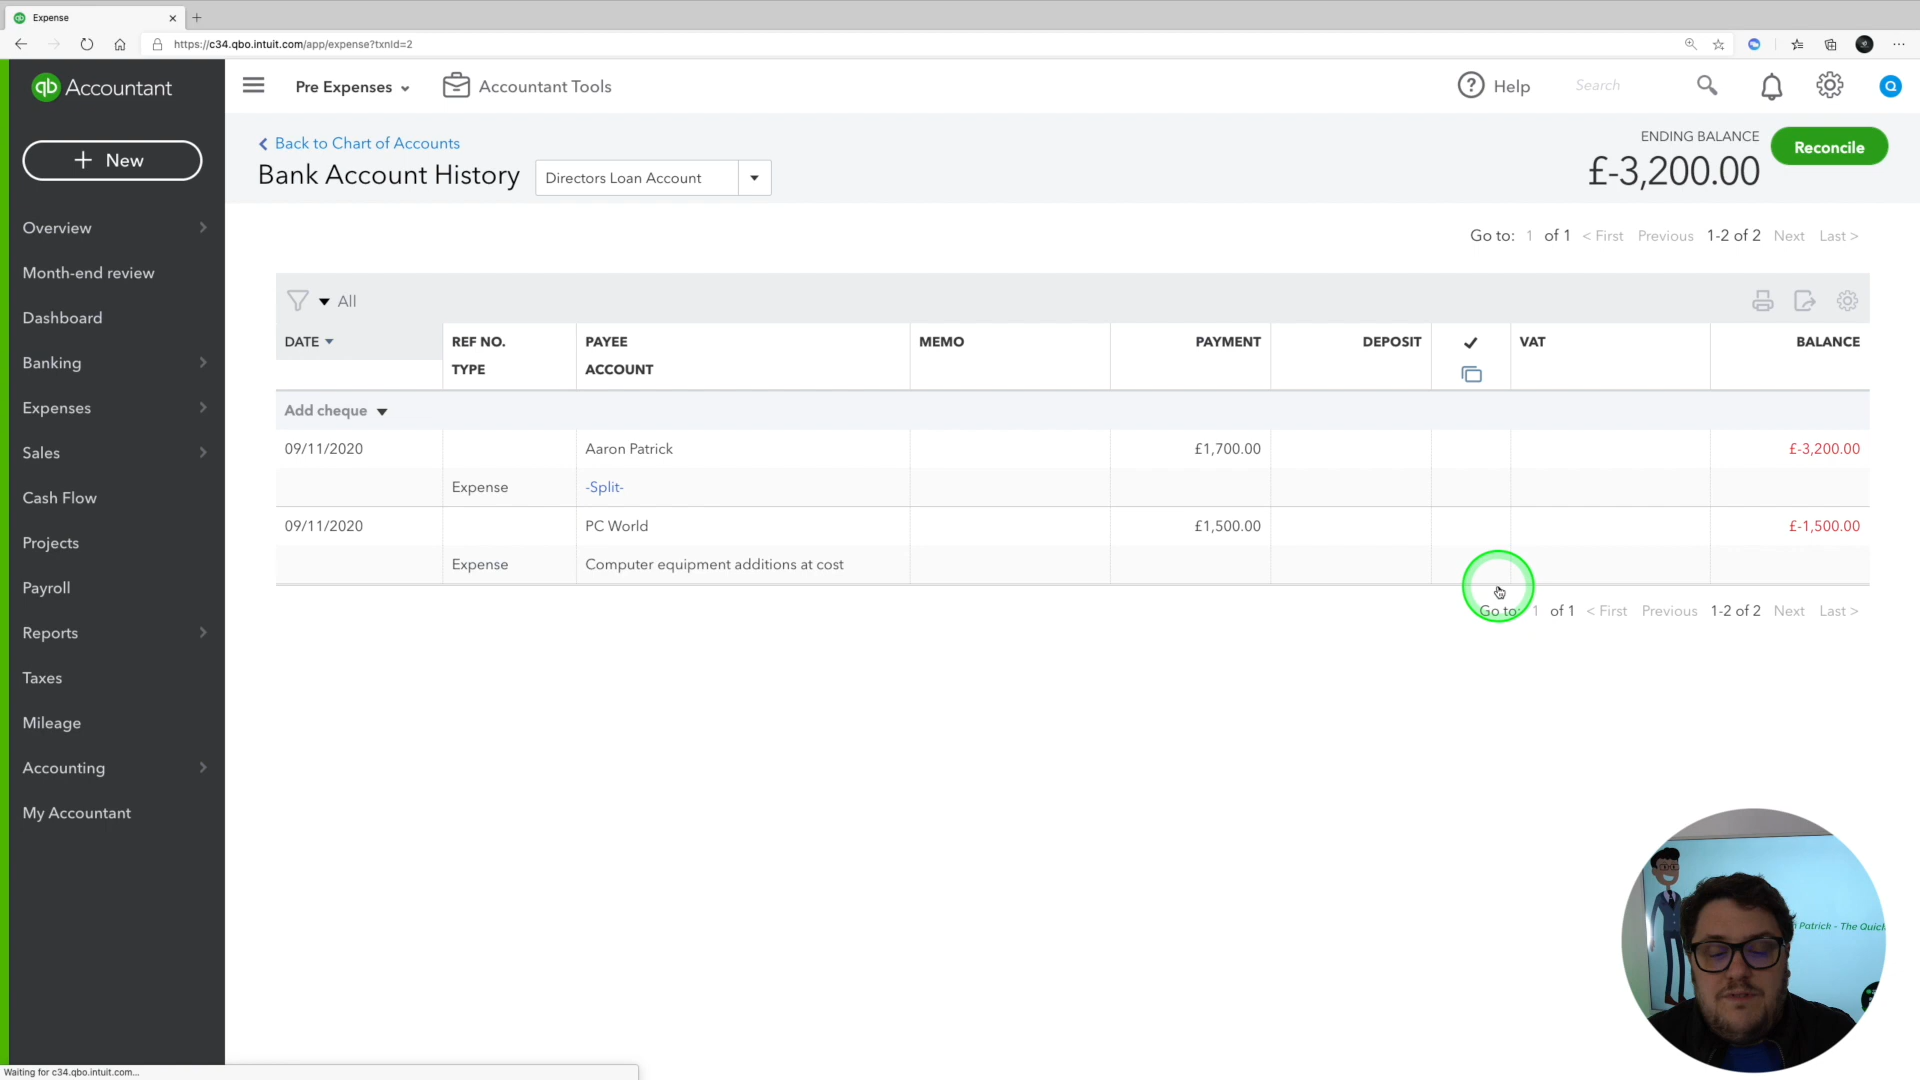 Expense
https://c34.qbo.intuit.com/app/expense?txnId=2
qb Accountant
Pre Expenses
Accountant Tools
Help
Search
Q
+ New
Back to Chart of Accounts
Bank Account History
Directors Loan Account
ENDING BALANCE
£-3,200.00
Reconcile
Go to: 1 of 1 < First Previous 1-2 of 2 Next Last >
Overview
Month-end review
Dashboard
Banking
Expenses
Sales
Cash Flow
Projects
Payroll
Reports
Taxes
Mileage
Accounting
My Accountant
All
DATE REF NO. PAYEE MEMO PAYMENT DEPOSIT ✓ VAT BALANCE
TYPE ACCOUNT
Add cheque
09/11/2020 Aaron Patrick £1,700.00 £-3,200.00
Expense -Split-
09/11/2020 PC World £1,500.00 £-1,500.00
Expense Computer equipment additions at cost
Go to: 1 of 1 < First Previous 1-2 of 2 Next Last >
Patrick - The Quick
Waiting for c34.qbo.intuit.com...